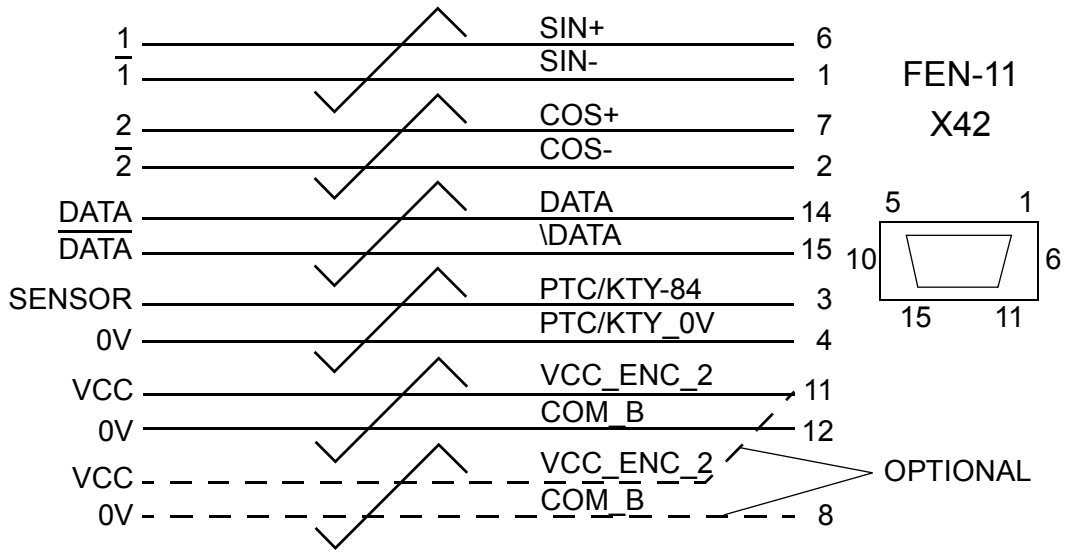 1 SIN+ 6
1̅ SIN- 1
FEN-11
X42
2 COS+ 7
2̅ COS- 2
DATA DATA 14
D̅A̅T̅A̅ \DATA 15
5 1
10 6
15 11
SENSOR PTC/KTY-84 3
0V PTC/KTY_0V 4
VCC VCC_ENC_2 11
0V COM_B 12
VCC VCC_ENC_2
OPTIONAL
0V COM_B 8